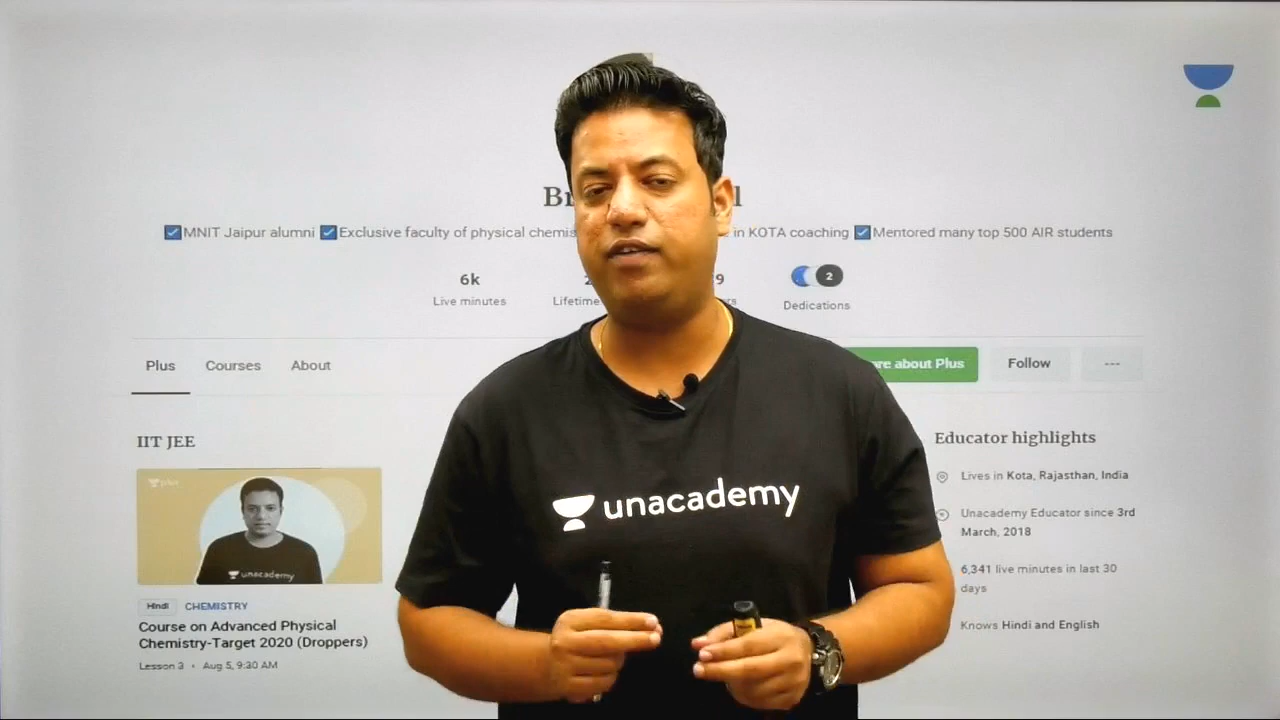 MNIT Jaipur alumni Exclusive faculty of physical in KOTA coaching Mentored many top 500 AIR students
6k
2
Live minutes
Lifetime
Dedications
Plus
Courses
About
about Plus
Follow
...
IIT JEE
plus
unacademy
Hindi CHEMISTRY
Course on Advanced Physical
Chemistry-Target 2020 (Droppers)
Lesson 3 • Aug 5, 9:30 AM
unacademy
Educator highlights
Lives in Kota, Rajasthan, India
Unacademy Educator since 3rd
March, 2018
6,341 live minutes in last 30
days
Knows Hindi and English